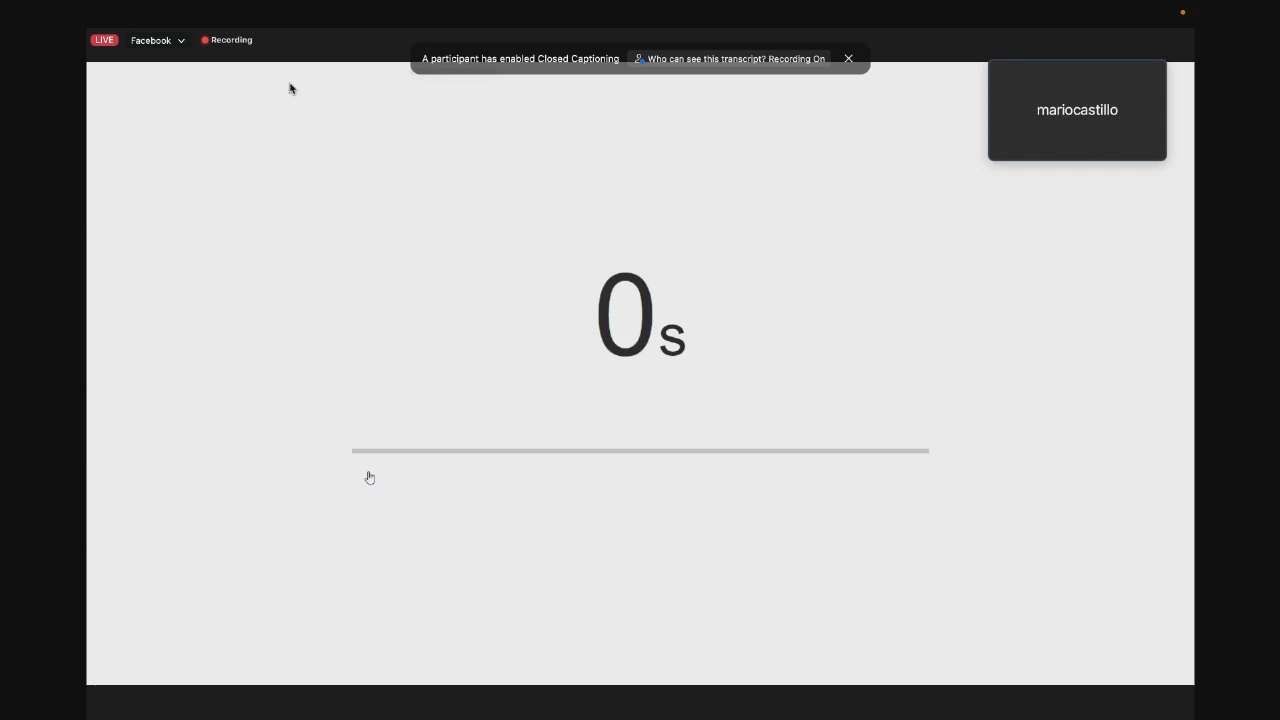 LIVE Facebook Recording
A participant has enabled Closed Captioning Who can see this transcript? Recording On
mariocastillo
0s